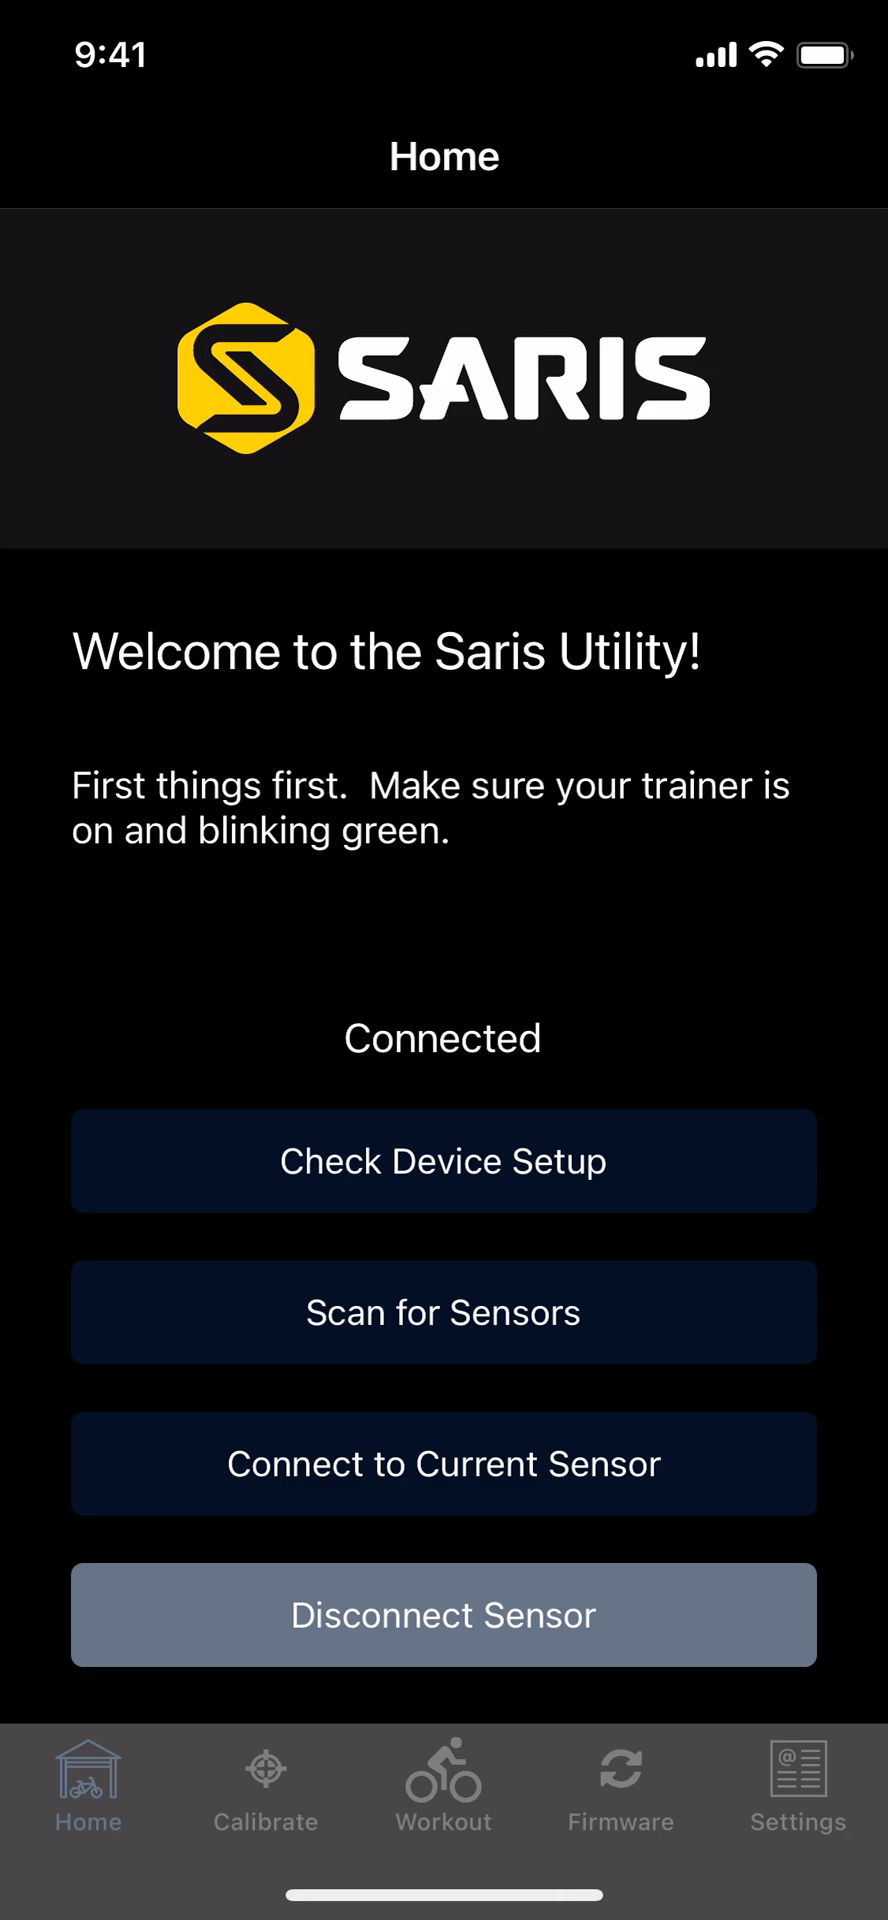 9:41
Home
SARIS
Welcome to the Saris Utility!
First things first.  Make sure your trainer is
on and blinking green.
Connected
Check Device Setup
Scan for Sensors
Connect to Current Sensor
Disconnect Sensor
Home
Calibrate
Workout
Firmware
Settings